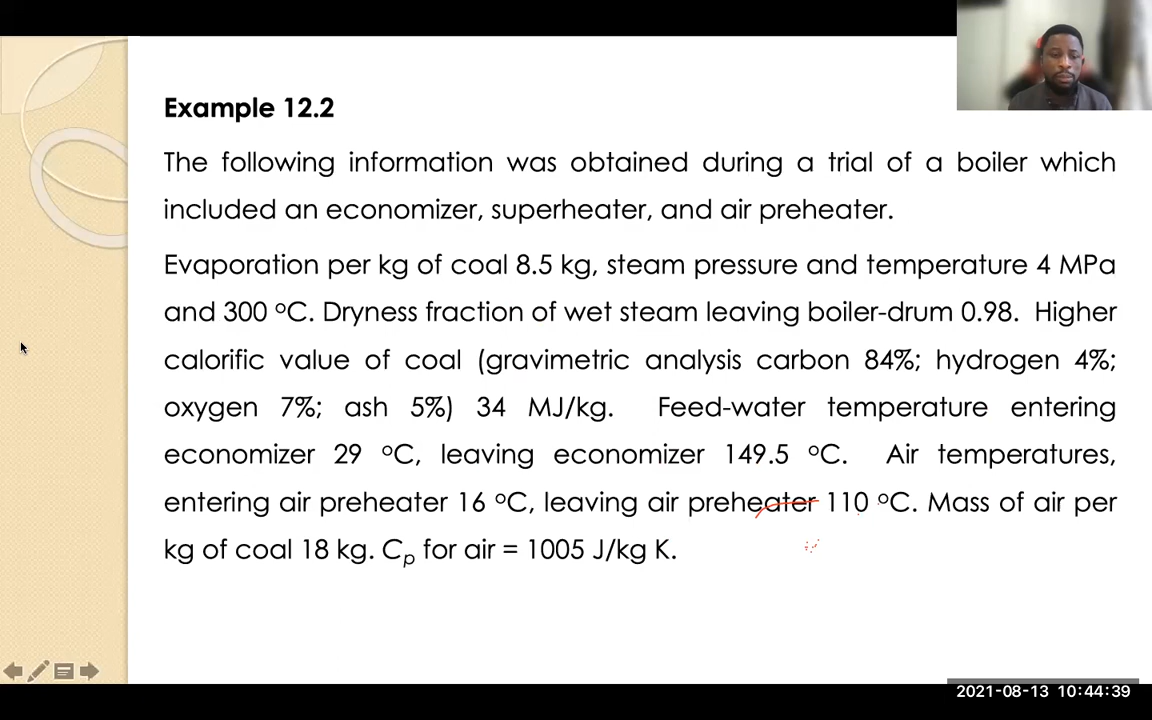 Example 12.2
The following information was obtained during a trial of a boiler which
included an economizer, superheater, and air preheater.
Evaporation per kg of coal 8.5 kg, steam pressure and temperature 4 MPa
and 300 °C. Dryness fraction of wet steam leaving boiler-drum 0.98. Higher
calorific value of coal (gravimetric analysis carbon 84%; hydrogen 4%;
oxygen 7%; ash 5%) 34 MJ/kg. Feed-water temperature entering
economizer 29 °C, leaving economizer 149.5 °C. Air temperatures,
entering air preheater 16 °C, leaving air preheater 110 °C. Mass of air per
kg of coal 18 kg. Cp for air = 1005 J/kg K.
2021-08-13 10:44:39